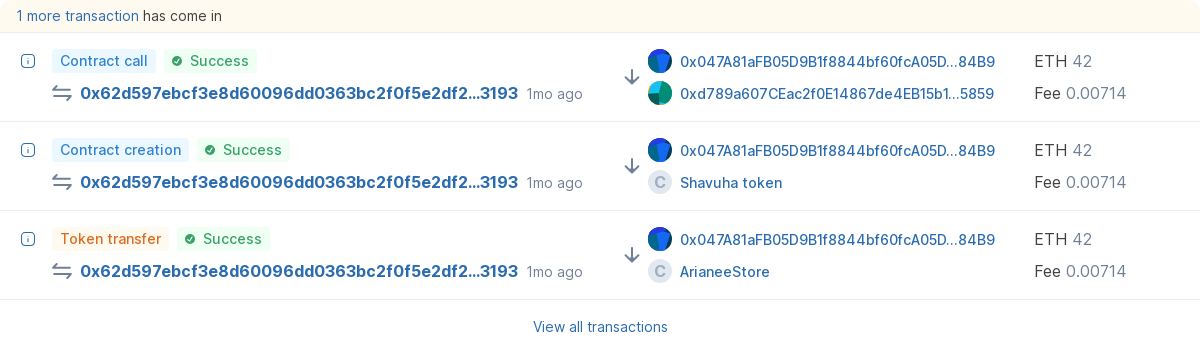 1 more transaction has come in
Contract call Success 0x047A81aFB05D9B1f8844bf60fcA05D...84B9 ETH 42
0x62d597ebcf3e8d60096dd0363bc2f0f5e2df2...3193 1mo ago 0xd789a607CEac2f0E14867de4EB15b1...5859 Fee 0.00714
Contract creation Success 0x047A81aFB05D9B1f8844bf60fcA05D...84B9 ETH 42
0x62d597ebcf3e8d60096dd0363bc2f0f5e2df2...3193 1mo ago C Shavuha token Fee 0.00714
Token transfer Success 0x047A81aFB05D9B1f8844bf60fcA05D...84B9 ETH 42
0x62d597ebcf3e8d60096dd0363bc2f0f5e2df2...3193 1mo ago C ArianeeStore Fee 0.00714
View all transactions